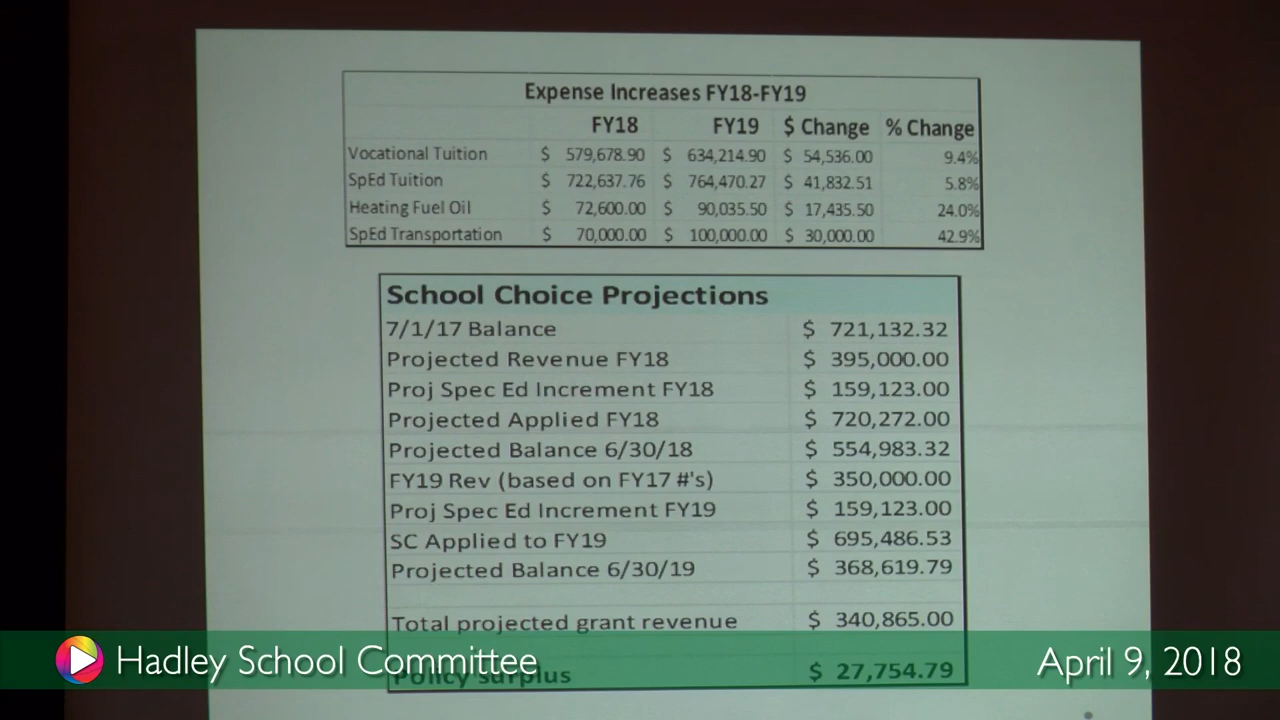 Expense Increases FY18-FY19
FY18 FY19 $ Change % Change
Vocational Tuition $ 579,678.90 $ 634,214.90 $ 54,536.00 9.4%
SpEd Tuition $ 722,637.76 $ 764,470.27 $ 41,832.51 5.8%
Heating Fuel Oil $ 72,600.00 $ 90,035.50 $ 17,435.50 24.0%
SpEd Transportation $ 70,000.00 $ 100,000.00 $ 30,000.00 42.9%
School Choice Projections
7/1/17 Balance $ 721,132.32
Projected Revenue FY18 $ 395,000.00
Proj Spec Ed Increment FY18 $ 159,123.00
Projected Applied FY18 $ 720,272.00
Projected Balance 6/30/18 $ 554,983.32
FY19 Rev (based on FY17 #'s) $ 350,000.00
Proj Spec Ed Increment FY19 $ 159,123.00
SC Applied to FY19 $ 695,486.53
Projected Balance 6/30/19 $ 368,619.79
Total projected grant revenue $ 340,865.00
Policy surplus $ 27,754.79
Hadley School Committee April 9, 2018